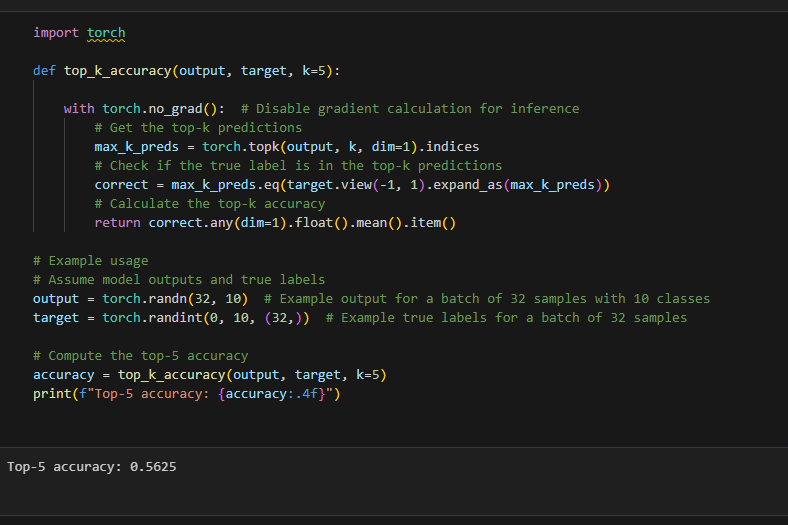 import torch
def top_k_accuracy(output, target, k=5):
with torch.no_grad():  # Disable gradient calculation for inference
# Get the top-k predictions
max_k_preds = torch.topk(output, k, dim=1).indices
# Check if the true label is in the top-k predictions
correct = max_k_preds.eq(target.view(-1, 1).expand_as(max_k_preds))
# Calculate the top-k accuracy
return correct.any(dim=1).float().mean().item()
# Example usage
# Assume model outputs and true labels
output = torch.randn(32, 10)  # Example output for a batch of 32 samples with 10 classes
target = torch.randint(0, 10, (32,))  # Example true labels for a batch of 32 samples
# Compute the top-5 accuracy
accuracy = top_k_accuracy(output, target, k=5)
print(f"Top-5 accuracy: {accuracy:.4f}")
Top-5 accuracy: 0.5625